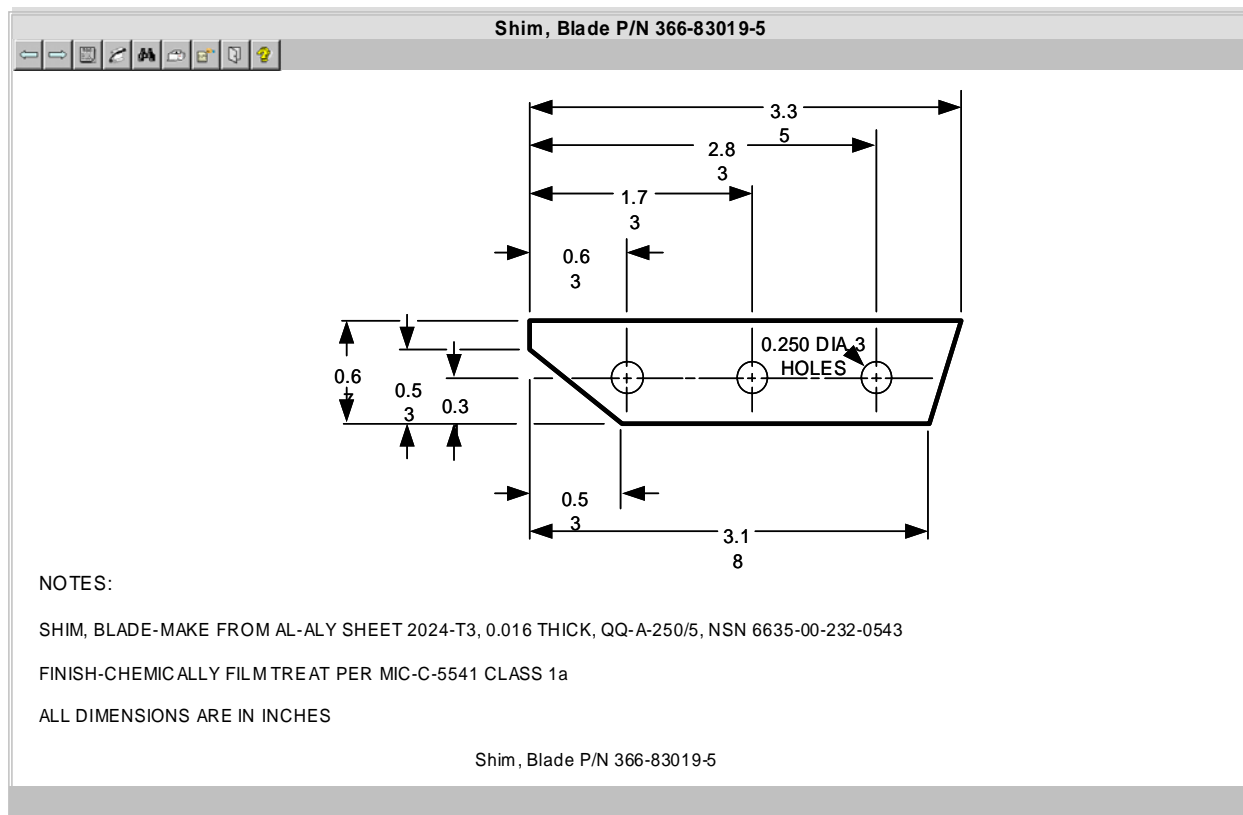 Shim, Blade P/N 366-83019-5
3.3
5
2.8
3
1.7
3
0.6
3
0.250 DIA 3
HOLES
0.6
0.5
3
0.3
0.5
3
3.1
8
NOTES:
SHIM, BLADE-MAKE FROM AL-ALY SHEET 2024-T3, 0.016 THICK, QQ-A-250/5, NSN 6635-00-232-0543
FINISH-CHEMICALLY FILM TREAT PER MIC-C-5541 CLASS 1a
ALL DIMENSIONS ARE IN INCHES
Shim, Blade P/N 366-83019-5